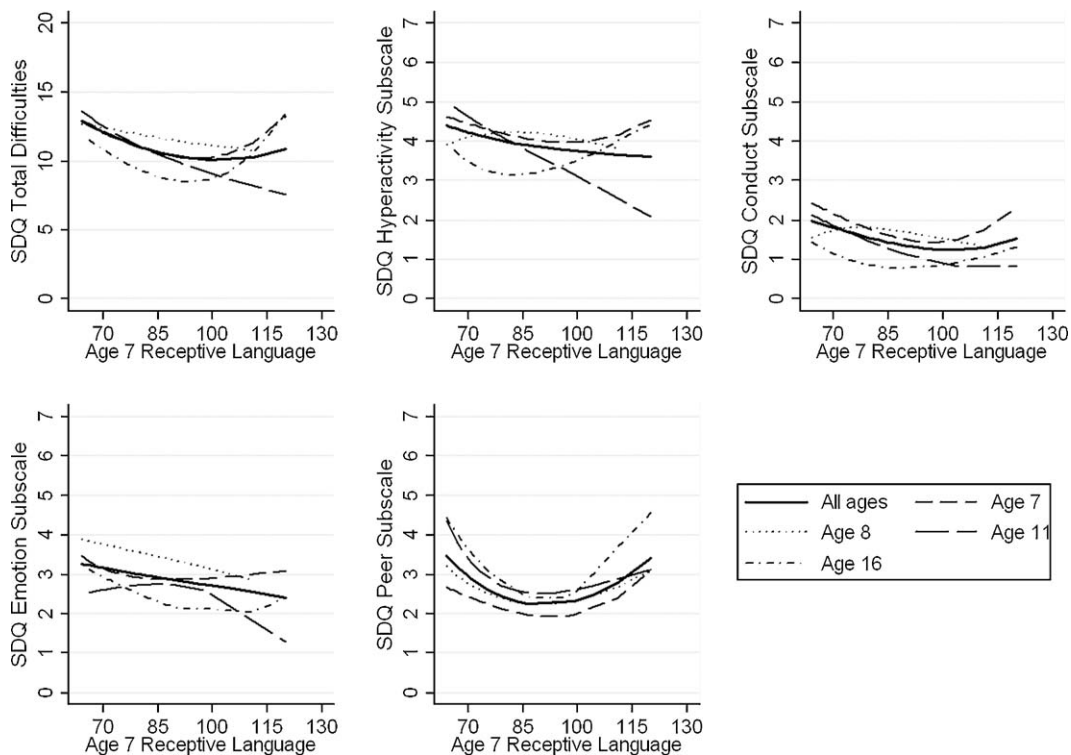 SDQ Total Difficulties
20
15
10
5
0
70 85 100 115 130
Age 7 Receptive Language
SDQ Hyperactivity Subscale
7
6
5
4
3
2
1
0
70 85 100 115 130
Age 7 Receptive Language
SDQ Conduct Subscale
7
6
5
4
3
2
1
0
70 85 100 115 130
Age 7 Receptive Language
SDQ Emotion Subscale
7
6
5
4
3
2
1
0
70 85 100 115 130
Age 7 Receptive Language
SDQ Peer Subscale
7
6
5
4
3
2
1
0
70 85 100 115 130
Age 7 Receptive Language
All ages Age 7
Age 8 Age 11
Age 16